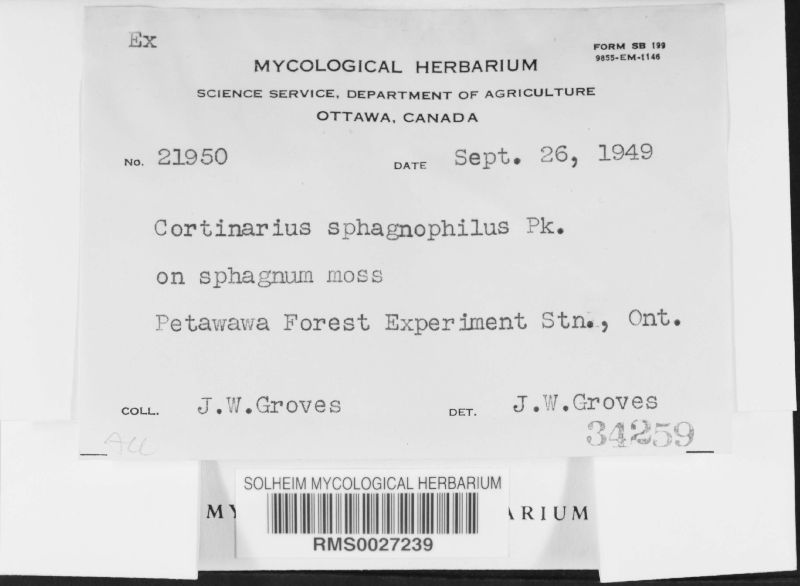 Ex
FORM SB 199
9855-EM-1146
MYCOLOGICAL HERBARIUM
SCIENCE SERVICE, DEPARTMENT OF AGRICULTURE
OTTAWA, CANADA
No. 21950 DATE Sept. 26, 1949
Cortinarius sphagnophilus Pk.
on sphagnum moss
Petawawa Forest Experiment Stn., Ont.
COLL. J.W.Groves DET. J.W.Groves
34259
SOLHEIM MYCOLOGICAL HERBARIUM
MY ARIUM
RMS0027239